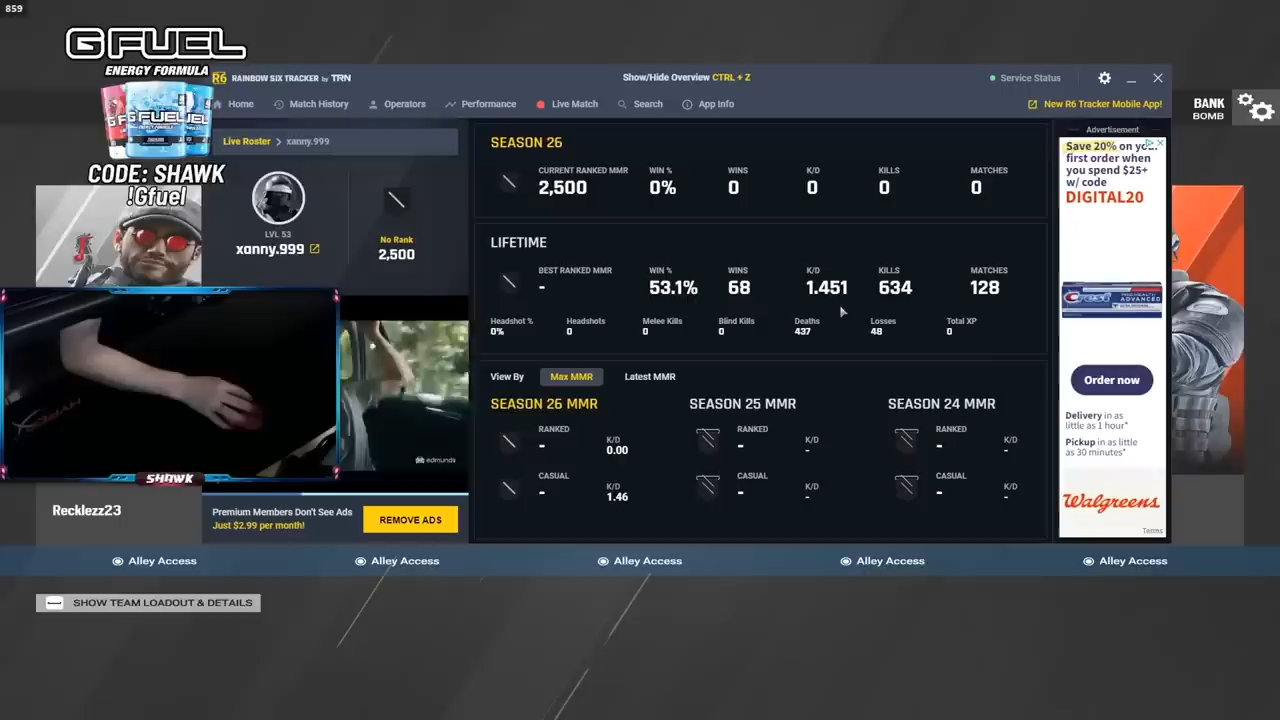 859
G FUEL
ENERGY FORMULA
CODE: SHAWK
!Gfuel
R6 RAINBOW SIX TRACKER by TRN
Show/Hide Overview CTRL + Z
Service Status
Home
Match History
Operators
Performance
Live Match
Search
App Info
New R6 Tracker Mobile App!
BANK
BOMB
Live Roster > xanny.999
LVL 53
xanny.999
No Rank
2,500
SEASON 26
CURRENT RANKED MMR WIN % WINS K/D KILLS MATCHES
2,500 0% 0 0 0 0
LIFETIME
BEST RANKED MMR WIN % WINS K/D KILLS MATCHES
- 53.1% 68 1.451 634 128
Headshot % Headshots Melee Kills Blind Kills Deaths Losses Total XP
0% 0 0 0 437 48 0
View By Max MMR Latest MMR
SEASON 26 MMR SEASON 25 MMR SEASON 24 MMR
RANKED K/D RANKED K/D RANKED K/D
- 0.00 - - - -
CASUAL K/D CASUAL K/D CASUAL K/D
- 1.46 - - - -
Advertisement
Save 20% on your
first order when
you spend $25+
w/ code
DIGITAL20
Crest
ADVANCED
Order now
Delivery in as
little as 1 hour*
Pickup in as little
as 30 minutes*
Walgreens
Terms
edmunds
SHAWK
Recklezz23
Premium Members Don't See Ads
Just $2.99 per month!
REMOVE ADS
Alley Access
Alley Access
Alley Access
Alley Access
Alley Access
SHOW TEAM LOADOUT & DETAILS